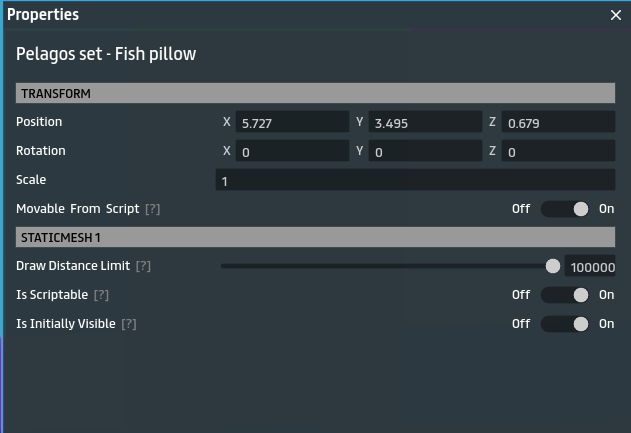 Properties
Pelagos set - Fish pillow
TRANSFORM
Position X 5.727 Y 3.495 Z 0.679
Rotation X 0 Y 0 Z 0
Scale 1
Movable From Script [?] Off On
STATICMESH 1
Draw Distance Limit [?] 100000
Is Scriptable [?] Off On
Is Initially Visible [?] Off On